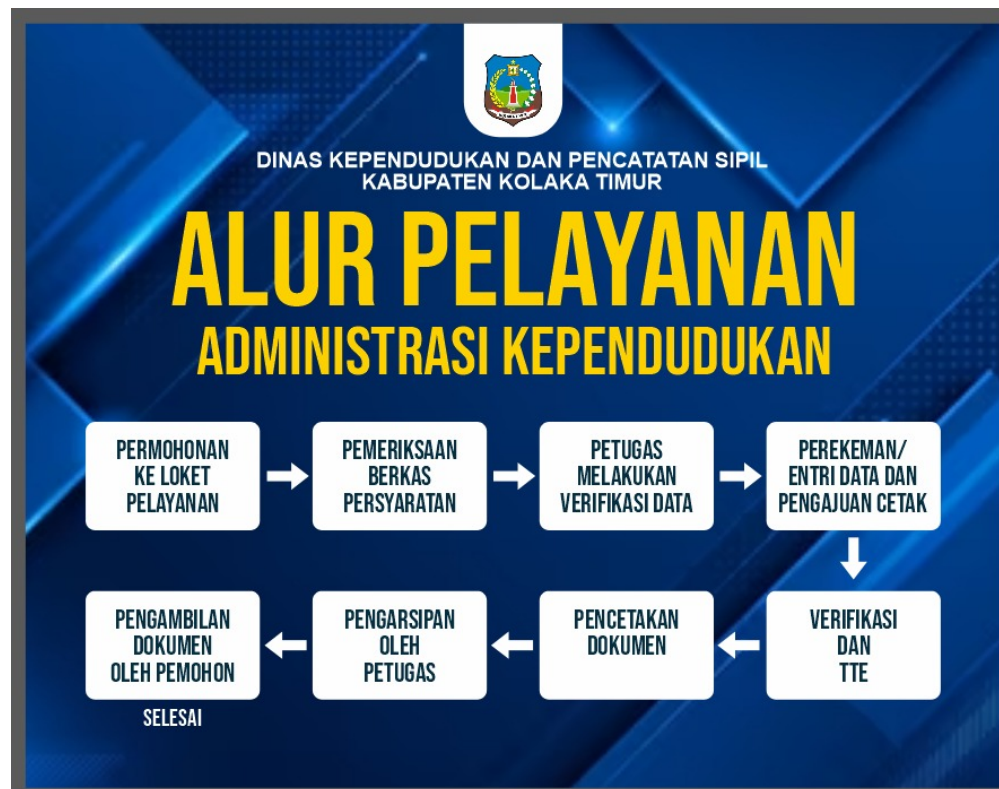 DINAS KEPENDUDUKAN DAN PENCATATAN SIPIL
KABUPATEN KOLAKA TIMUR
ALUR PELAYANAN
ADMINISTRASI KEPENDUDUKAN
PERMOHONAN
KE LOKET
PELAYANAN
PEMERIKSAAN
BERKAS
PERSYARATAN
PETUGAS
MELAKUKAN
VERIFIKASI DATA
PEREKEMAN/
ENTRI DATA DAN
PENGAJUAN CETAK
VERIFIKASI
DAN
TTE
PENCETAKAN
DOKUMEN
PENGARSIPAN
OLEH
PETUGAS
PENGAMBILAN
DOKUMEN
OLEH PEMOHON
SELESAI